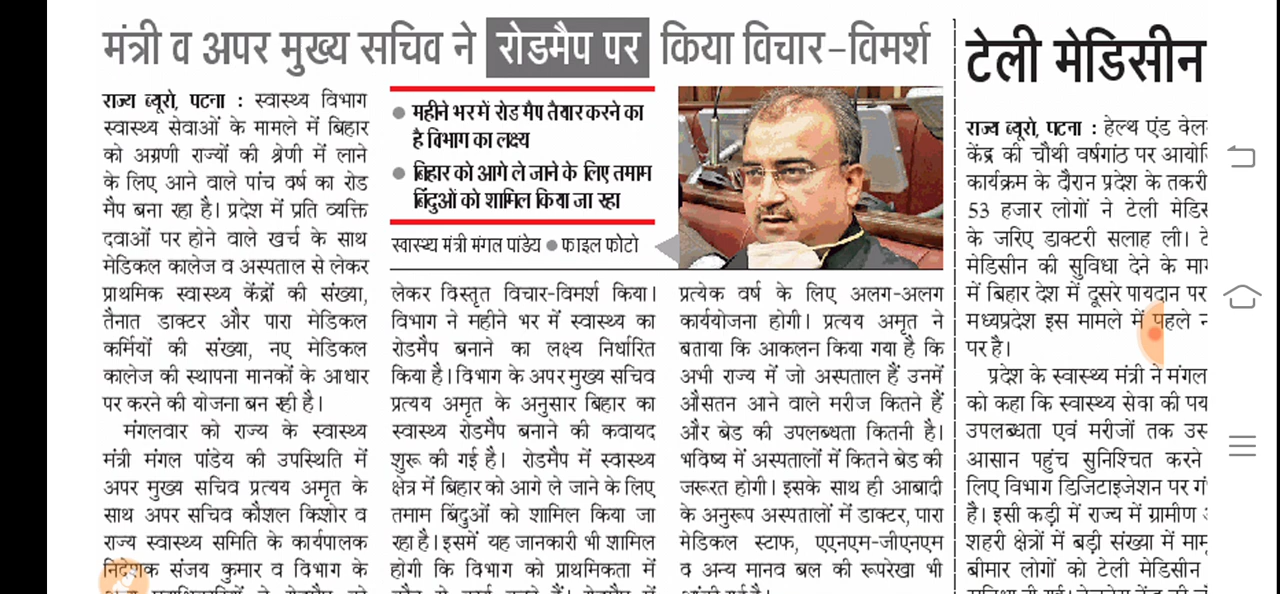 मंत्री व अपर मुख्य सचिव ने रोडमैप पर किया विचार-विमर्श
राज्य ब्यूरो, पटना : स्वास्थ्य विभाग
स्वास्थ्य सेवाओं के मामले में बिहार
को अग्रणी राज्यों की श्रेणी में लाने
के लिए आने वाले पांच वर्ष का रोड
मैप बना रहा है। प्रदेश में प्रति व्यक्ति
दवाओं पर होने वाले खर्च के साथ
मेडिकल कालेज व अस्पताल से लेकर
प्राथमिक स्वास्थ्य केंद्रों की संख्या,
तैनात डाक्टर और पारा मेडिकल
कर्मियों की संख्या, नए मेडिकल
कालेज की स्थापना मानकों के आधार
पर करने की योजना बन रही है।
मंगलवार को राज्य के स्वास्थ्य
मंत्री मंगल पांडेय की उपस्थिति में
अपर मुख्य सचिव प्रत्यय अमृत के
साथ अपर सचिव कौशल किशोर व
राज्य स्वास्थ्य समिति के कार्यपालक
निदेशक संजय कुमार व विभाग के
● महीने भर में रोड मैप तैयार करने का
है विभाग का लक्ष्य
● बिहार को आगे ले जाने के लिए तमाम
बिंदुओं को शामिल किया जा रहा
स्वास्थ्य मंत्री मंगल पांडेय ● फाइल फोटो
लेकर विस्तृत विचार-विमर्श किया।
विभाग ने महीने भर में स्वास्थ्य का
रोडमैप बनाने का लक्ष्य निर्धारित
किया है। विभाग के अपर मुख्य सचिव
प्रत्यय अमृत के अनुसार बिहार का
स्वास्थ्य रोडमैप बनाने की कवायद
शुरू की गई है। रोडमैप में स्वास्थ्य
क्षेत्र में बिहार को आगे ले जाने के लिए
तमाम बिंदुओं को शामिल किया जा
रहा है। इसमें यह जानकारी भी शामिल
होगी कि विभाग को प्राथमिकता में
प्रत्येक वर्ष के लिए अलग-अलग
कार्ययोजना होगी। प्रत्यय अमृत ने
बताया कि आकलन किया गया है कि
अभी राज्य में जो अस्पताल हैं उनमें
औसतन आने वाले मरीज कितने हैं
और बेड की उपलब्धता कितनी है।
भविष्य में अस्पतालों में कितने बेड की
जरूरत होगी। इसके साथ ही आबादी
के अनुरूप अस्पतालों में डाक्टर, पारा
मेडिकल स्टाफ, एएनएम-जीएनएम
व अन्य मानव बल की रूपरेखा भी
टेली मेडिसीन
राज्य ब्यूरो, पटना : हेल्थ एंड वेल
केंद्र की चौथी वर्षगांठ पर आयोि
कार्यक्रम के दौरान प्रदेश के तकरी
53 हजार लोगों ने टेली मेडिस
के जरिए डाक्टरी सलाह ली। टे
मेडिसीन की सुविधा देने के माम
में बिहार देश में दूसरे पायदान पर
मध्यप्रदेश इस मामले में पहले न
पर है।
प्रदेश के स्वास्थ्य मंत्री ने मंगल
को कहा कि स्वास्थ्य सेवा की पय
उपलब्धता एवं मरीजों तक उस
आसान पहुंच सुनिश्चित करने
लिए विभाग डिजिटाइजेशन पर गं
है। इसी कड़ी में राज्य में ग्रामीण
शहरी क्षेत्रों में बड़ी संख्या में माम
बीमार लोगों को टेली मेडिसीन